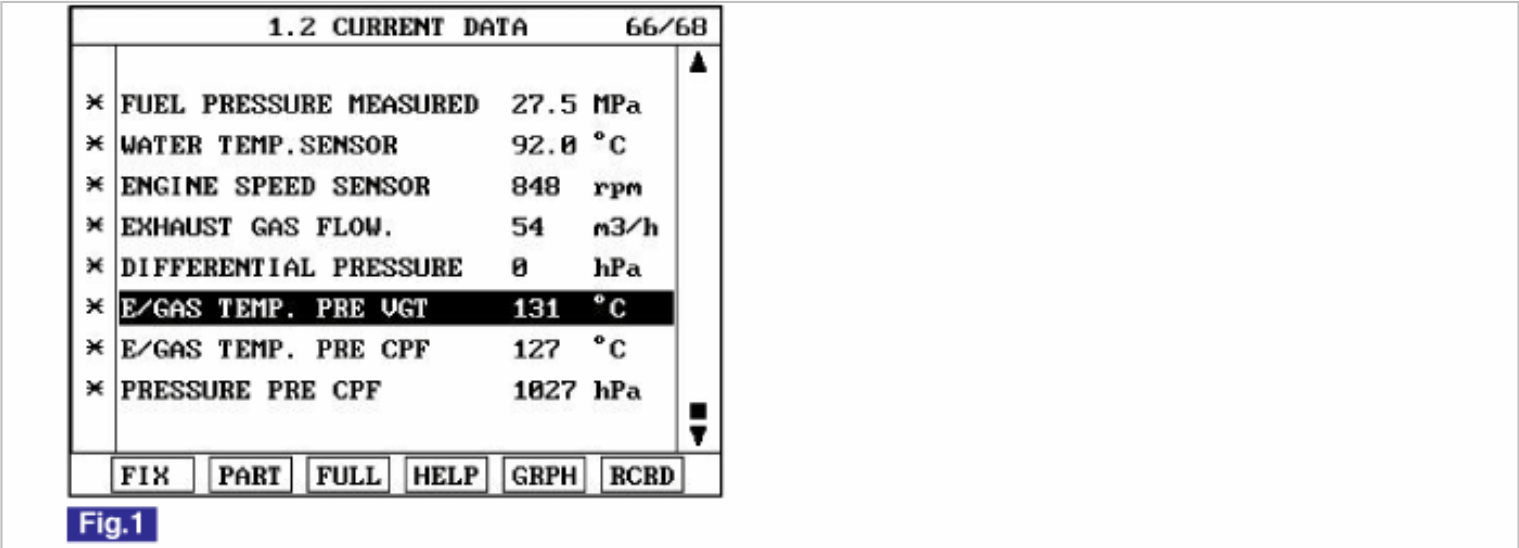 1.2 CURRENT DATA 66/68
* FUEL PRESSURE MEASURED 27.5 MPa
* WATER TEMP.SENSOR 92.0 °C
* ENGINE SPEED SENSOR 848 rpm
* EXHAUST GAS FLOW. 54 m3/h
* DIFFERENTIAL PRESSURE 0 hPa
* E/GAS TEMP. PRE VGT 131 °C
* E/GAS TEMP. PRE CPF 127 °C
* PRESSURE PRE CPF 1027 hPa
FIX PART FULL HELP GRPH RCRD
Fig.1